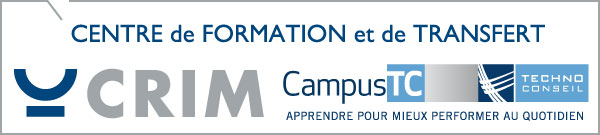 CENTRE de FORMATION et de TRANSFERT
CRIM
CampusTC
TECHNO
CONSEIL
APPRENDRE POUR MIEUX PERFORMER AU QUOTIDIEN